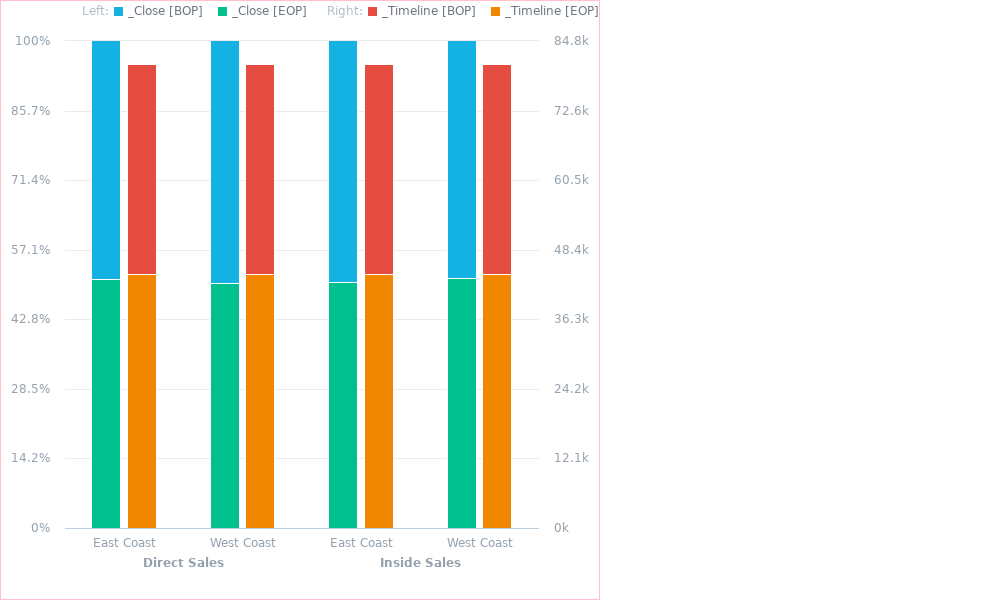 Left: _Close [BOP] _Close [EOP] Right: _Timeline [BOP] _Timeline [EOP]
100% 84.8k
85.7% 72.6k
71.4% 60.5k
57.1% 48.4k
42.8% 36.3k
28.5% 24.2k
14.2% 12.1k
0% 0k
East Coast West Coast East Coast West Coast
Direct Sales Inside Sales